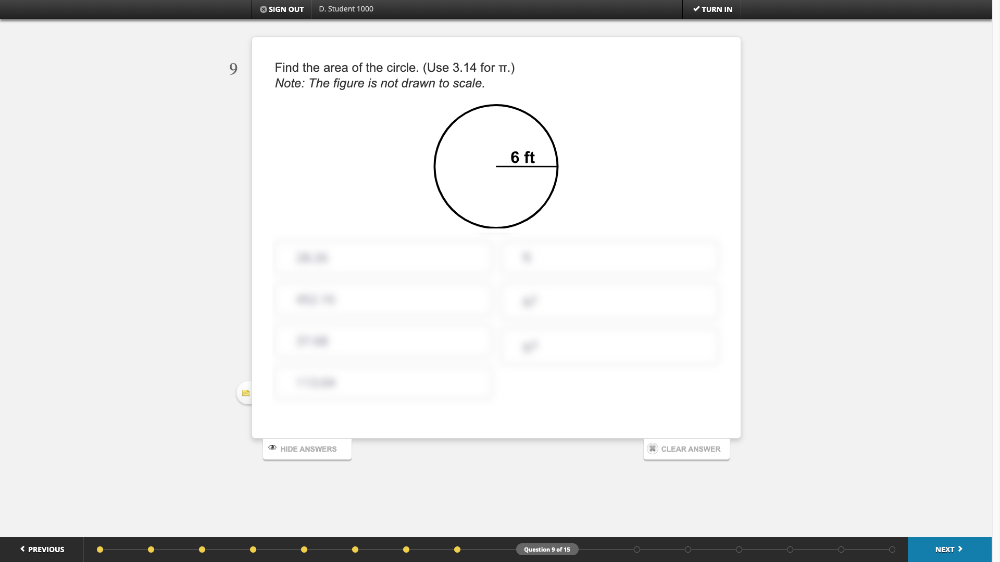 SIGN OUT
D. Student 1000
TURN IN
9
Find the area of the circle. (Use 3.14 for π.)
Note: The figure is not drawn to scale.
6 ft
HIDE ANSWERS
CLEAR ANSWER
PREVIOUS
Question 9 of 15
NEXT